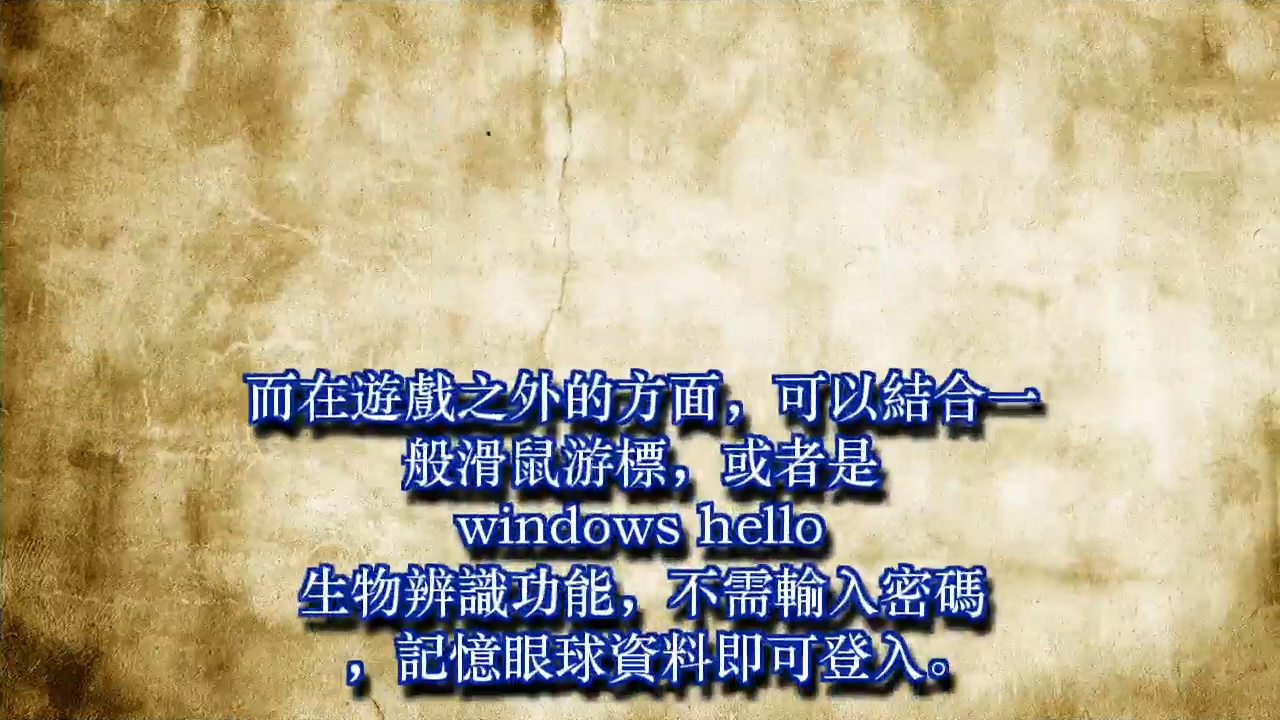 而在遊戲之外的方面，可以結合一
般滑鼠游標，或者是
windows hello
生物辨識功能，不需輸入密碼
，記憶眼球資料即可登入。